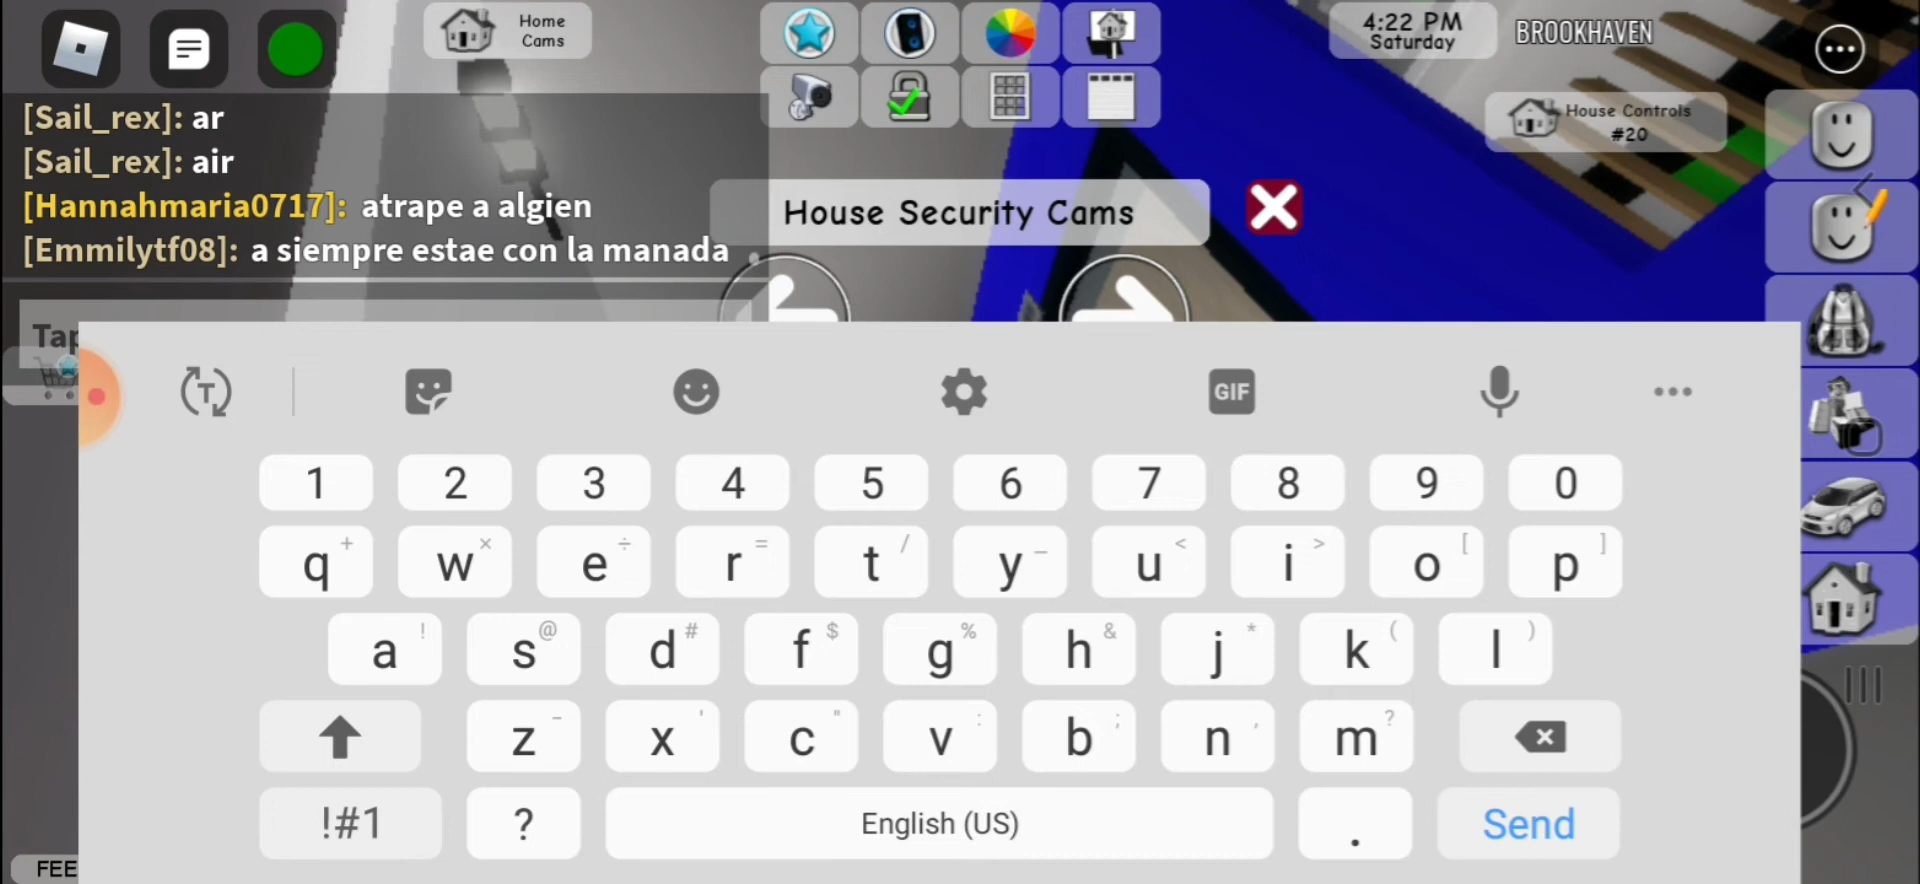 Home
Cams
4:22 PM
Saturday
BROOKHAVEN
[Sail_rex]: ar
[Sail_rex]: air
[Hannahmaria0717]: atrape a algien
[Emmilytf08]: a siempre estae con la manada
House Controls
#20
House Security Cams
Tap
T
GIF
1 2 3 4 5 6 7 8 9 0
q + w × e ÷ r = t / y _ u < i > o [ p ]
a ! s @ d # f $ g % h & j * k ( l )
z - x ' c " v : b ; n , m ?
!#1 ? English (US) . Send
FEE